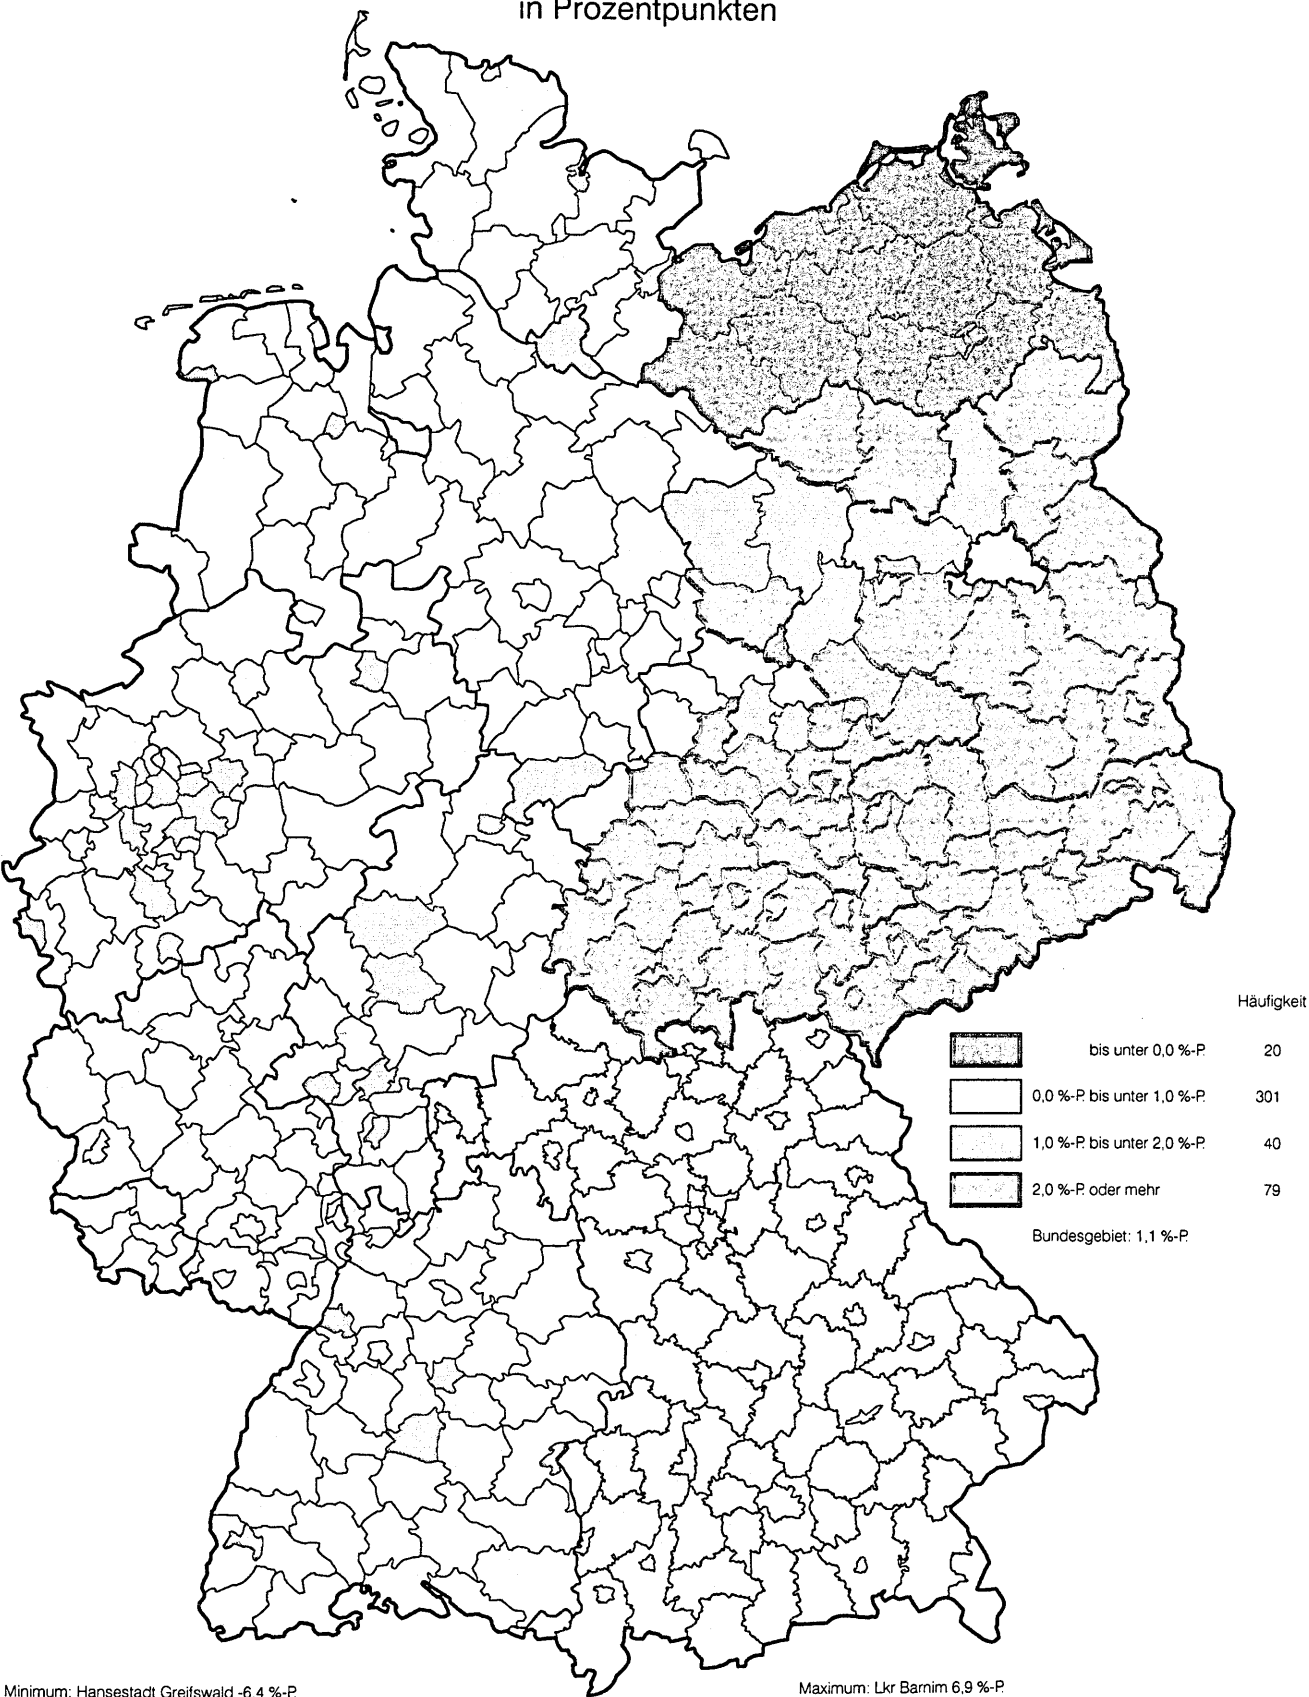 in Prozentpunkten
Häufigkeit
bis unter 0,0 %-P. 20
0,0 %-P. bis unter 1,0 %-P. 301
1,0 %-P. bis unter 2,0 %-P. 40
2,0 %-P. oder mehr 79
Bundesgebiet: 1,1 %-P.
Minimum: Hansestadt Greifswald -6,4 %-P.
Maximum: Lkr Barnim 6,9 %-P.